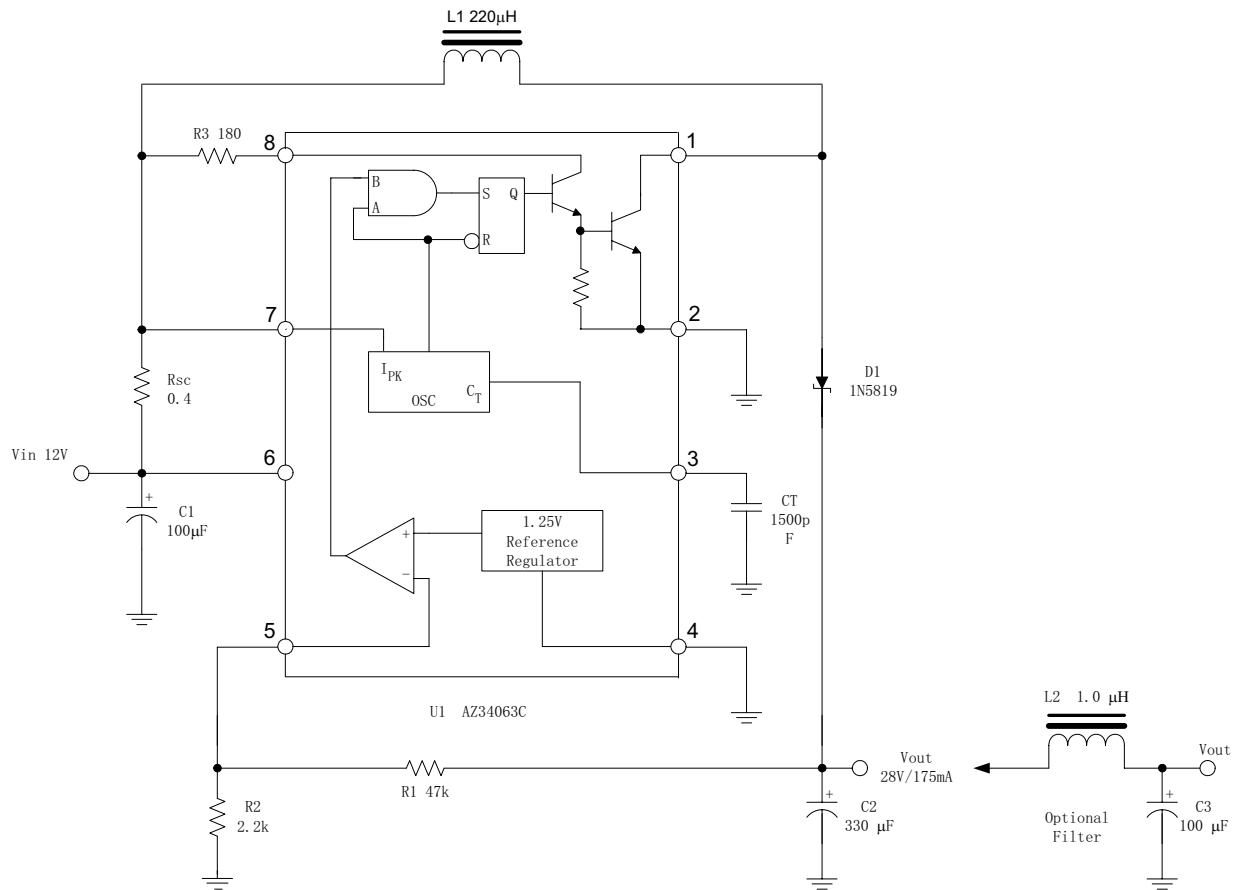 L1 220μH
R3 180
8
1
B
A
S
Q
R
7
2
IPK
OSC
CT
Rsc
0.4
D1
1N5819
Vin 12V
6
3
+
C1
100μF
CT
1500p
F
+
−
1.25V
Reference
Regulator
5
4
U1 AZ34063C
L2 1.0 μH
R1 47k
Vout
28V/175mA
Vout
R2
2.2k
+
C2
330 μF
Optional
Filter
+
C3
100 μF